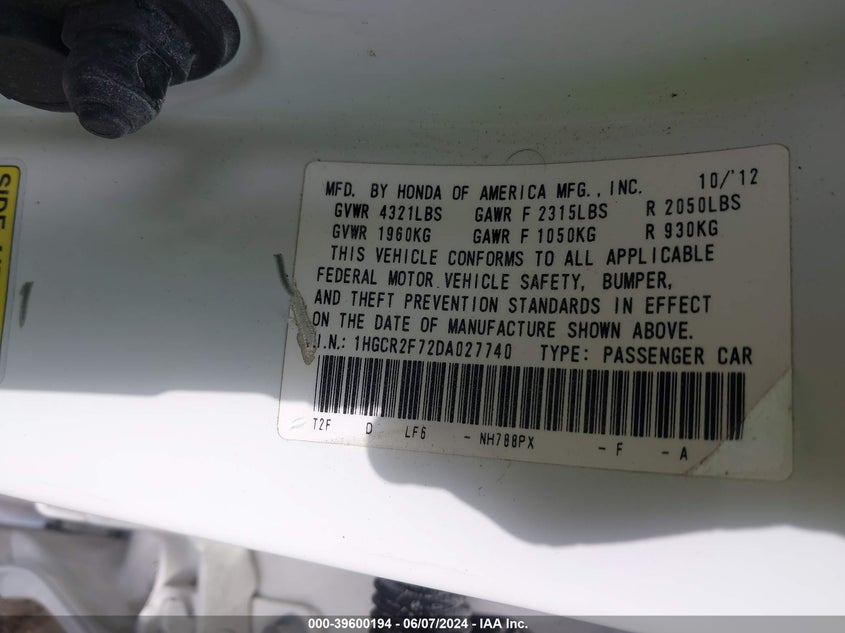 MFD. BY HONDA OF AMERICA MFG., INC. 10/'12
GVWR 4321LBS GAWR F 2315LBS R 2050LBS
GVWR 1960KG GAWR F 1050KG R 930KG
THIS VEHICLE CONFORMS TO ALL APPLICABLE
FEDERAL MOTOR VEHICLE SAFETY, BUMPER,
AND THEFT PREVENTION STANDARDS IN EFFECT
ON THE DATE OF MANUFACTURE SHOWN ABOVE.
.I.N.: 1HGCR2F72DA027740 TYPE: PASSENGER CAR
T2F D LF6 - NH788PX - F - A
SIDE
000-39600194 - 06/07/2024 - IAA Inc.